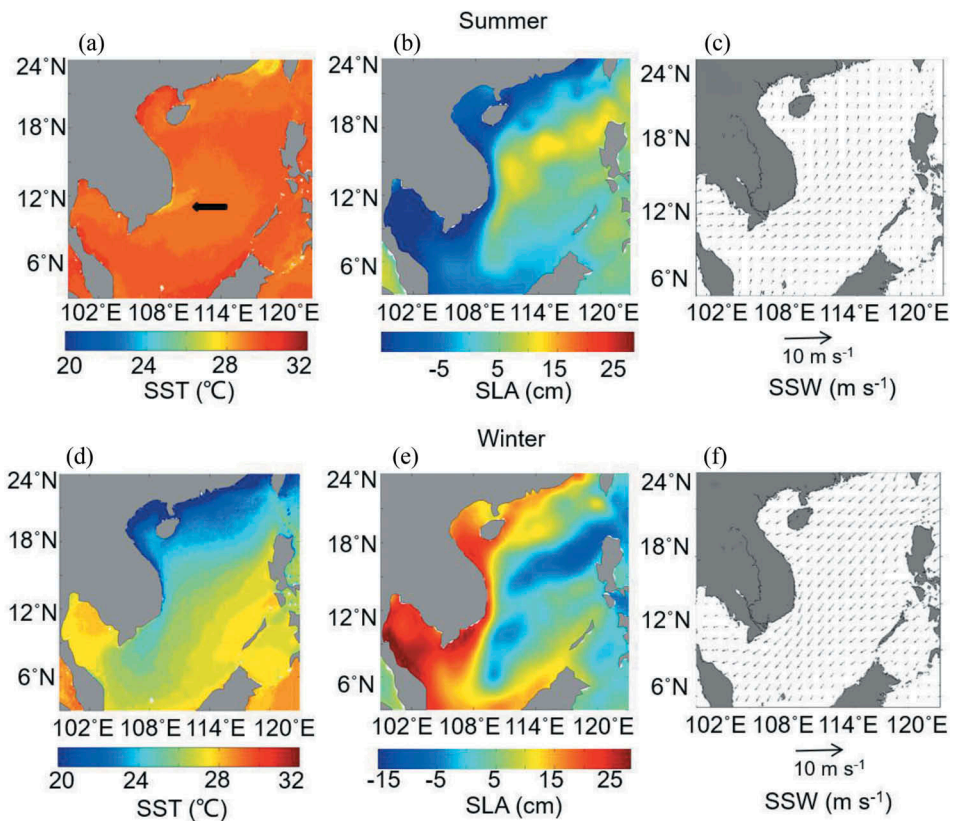 Summer
(a) (b) (c)
24°N 24°N 24°N
18°N 18°N 18°N
12°N 12°N 12°N
6°N 6°N 6°N
102°E 108°E 114°E 120°E 102°E 108°E 114°E 120°E 102°E 108°E 114°E 120°E
20 24 28 32 -5 5 15 25 10 m s⁻¹
SST (℃) SLA (cm) SSW (m s⁻¹)
Winter
(d) (e) (f)
24°N 24°N 24°N
18°N 18°N 18°N
12°N 12°N 12°N
6°N 6°N 6°N
102°E 108°E 114°E 120°E 102°E 108°E 114°E 120°E 102°E 108°E 114°E 120°E
20 24 28 32 -15 -5 5 15 25 10 m s⁻¹
SST (℃) SLA (cm) SSW (m s⁻¹)